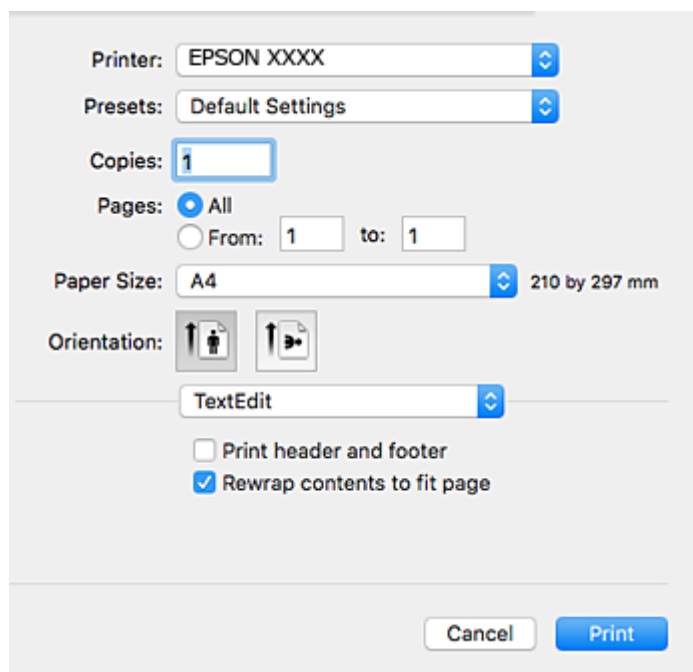 Printer: EPSON XXXX
Presets: Default Settings
Copies: 1
Pages: All
From: 1 to: 1
Paper Size: A4 210 by 297 mm
Orientation:
TextEdit
Print header and footer
Rewrap contents to fit page
Cancel Print